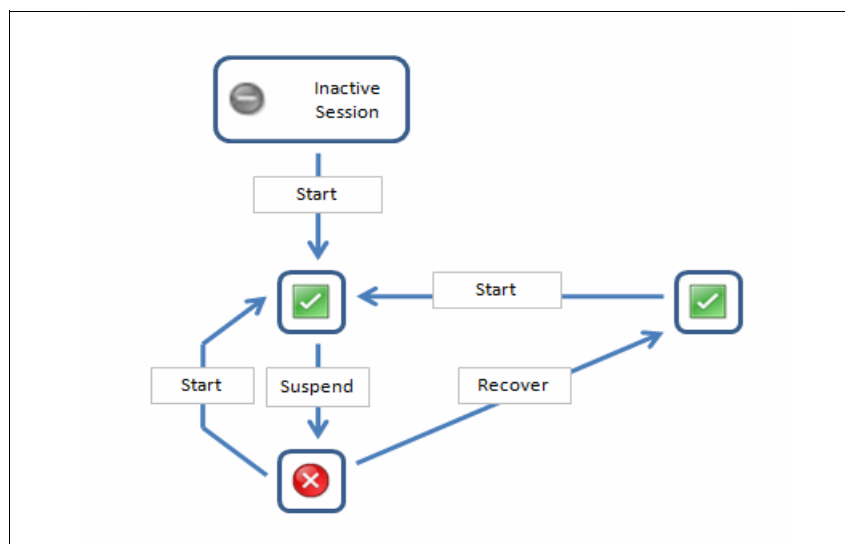 Inactive
Session
Start
Start
Start
Suspend
Recover